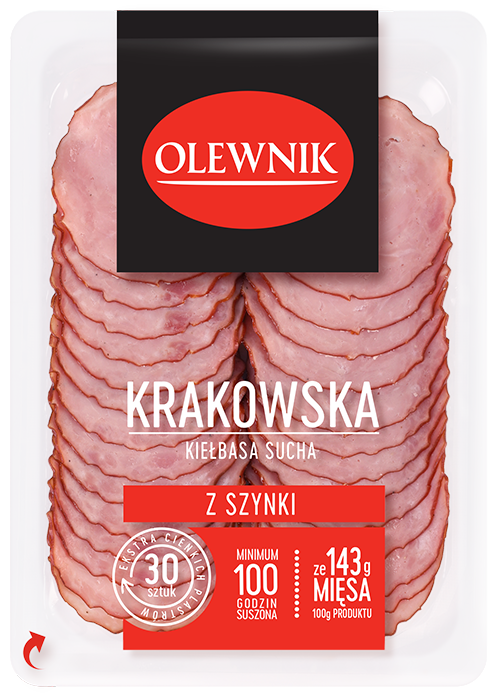 OLEWNIK
KRAKOWSKA
KIEŁBASA SUCHA
Z SZYNKI
EKSTRA CIENKICH PLASTRÓW
30
sztuk
MINIMUM
100
GODZIN
SUSZONA
ze 143g
MIĘSA
100g PRODUKTU